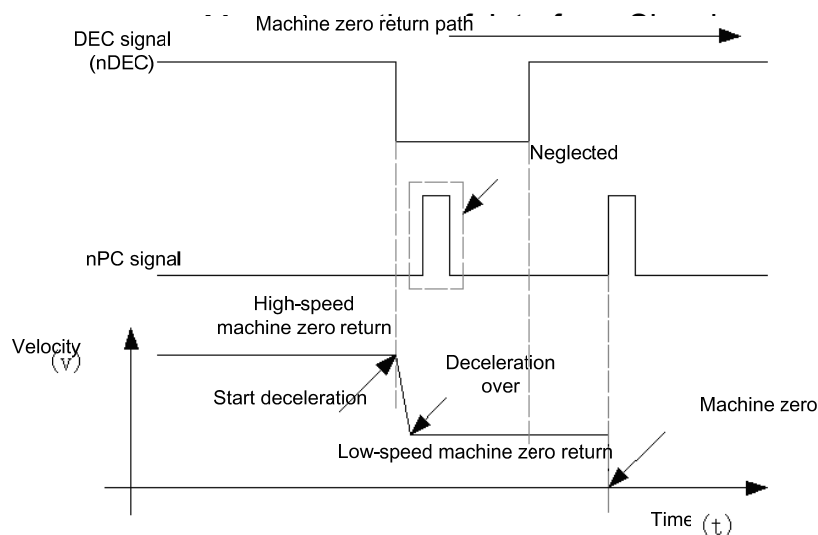 Machine zero return path
DEC signal
(nDEC)
Neglected
nPC signal
High-speed
machine zero return
Velocity
(v)
Deceleration
over
Start deceleration
Machine zero
Low-speed machine zero return
Time (t)